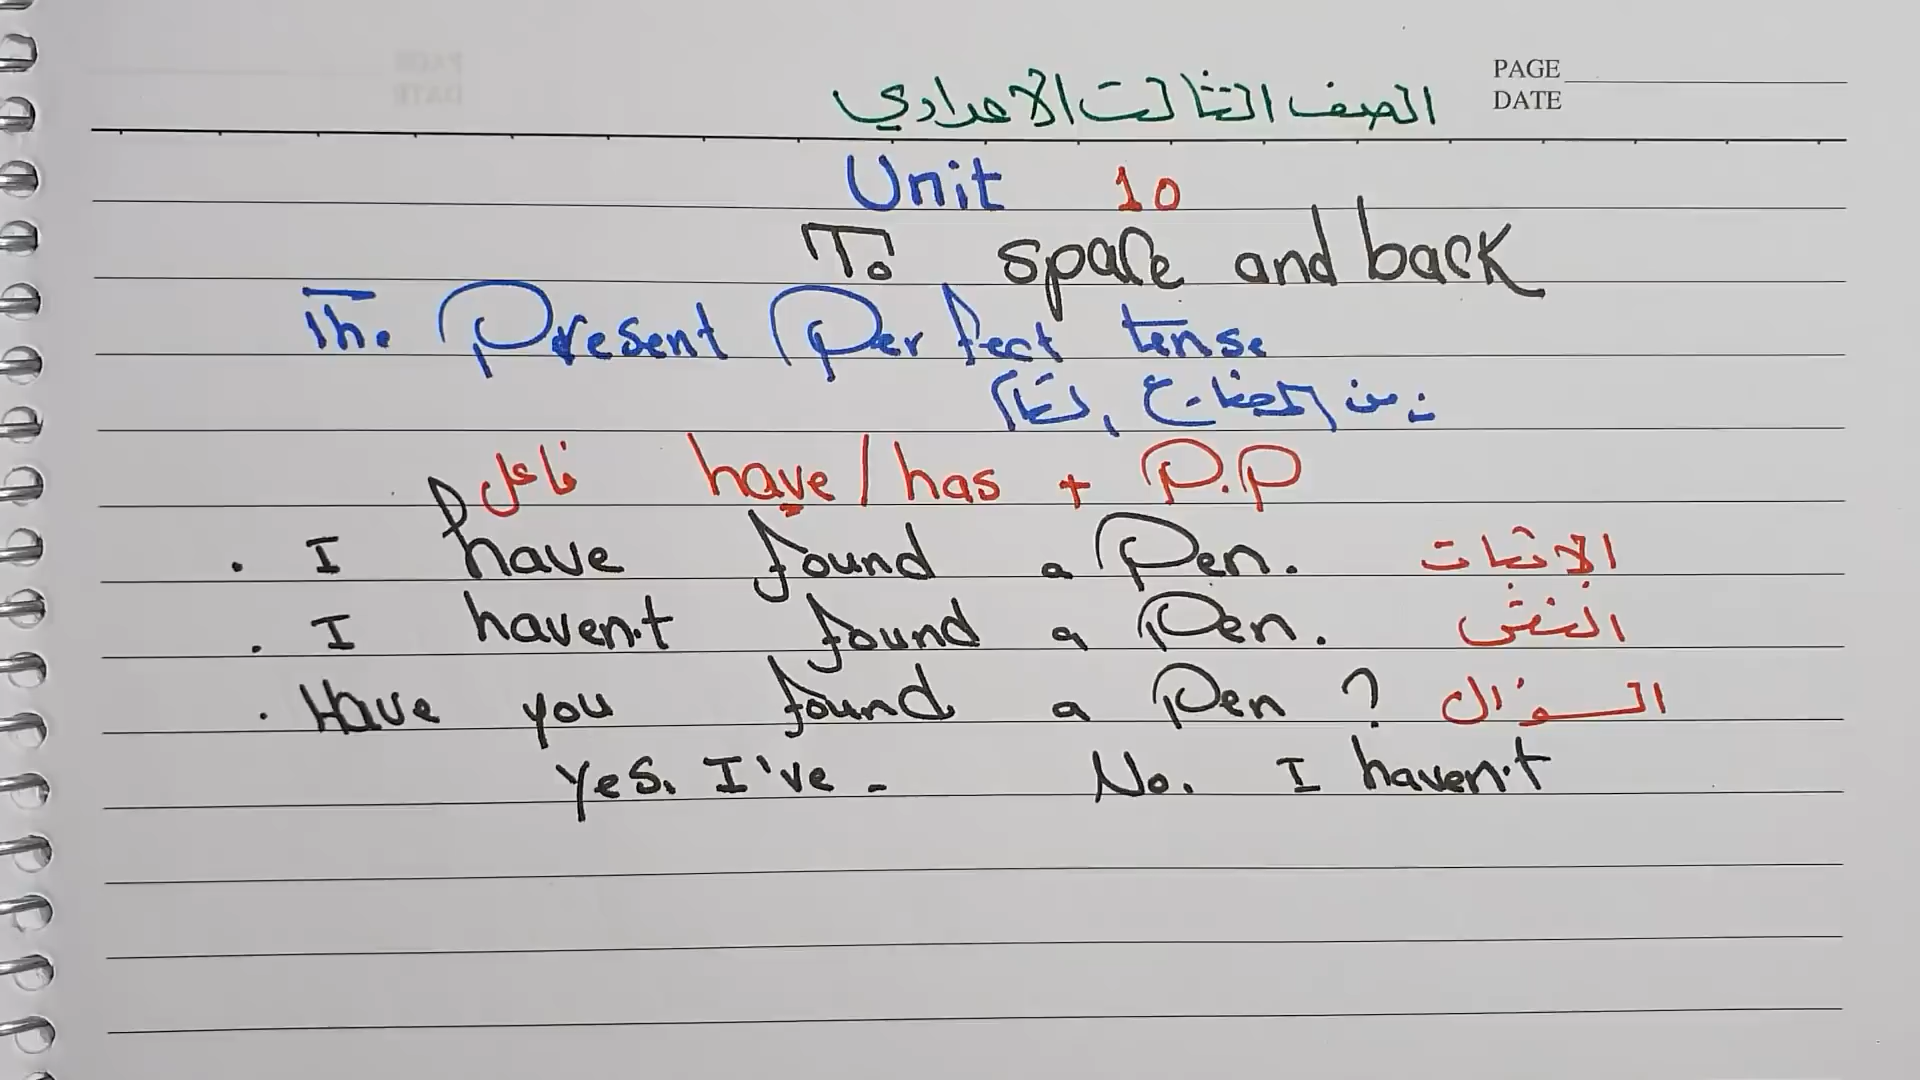 PAGE
DATE
الصف الثالث الاعدادي
Unit 10
To space and back
The Present Perfect tense
زمن المضارع التام
فاعل have / has + P.P
. I have found a Pen. الاثبات
. I haven't found a Pen. النفي
. Have you found a Pen ? السؤال
yes, I've. No. I haven't